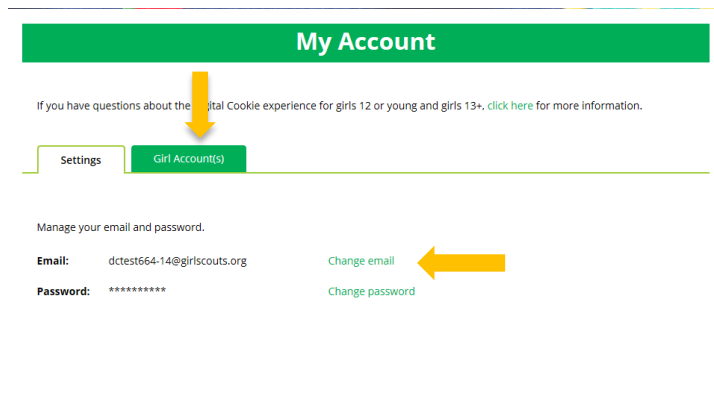 My Account
If you have questions about the Digital Cookie experience for girls 12 or young and girls 13+, click here for more information.
Settings
Girl Account(s)
Manage your email and password.
Email: dctest664-14@girlscouts.org Change email
Password: ********** Change password